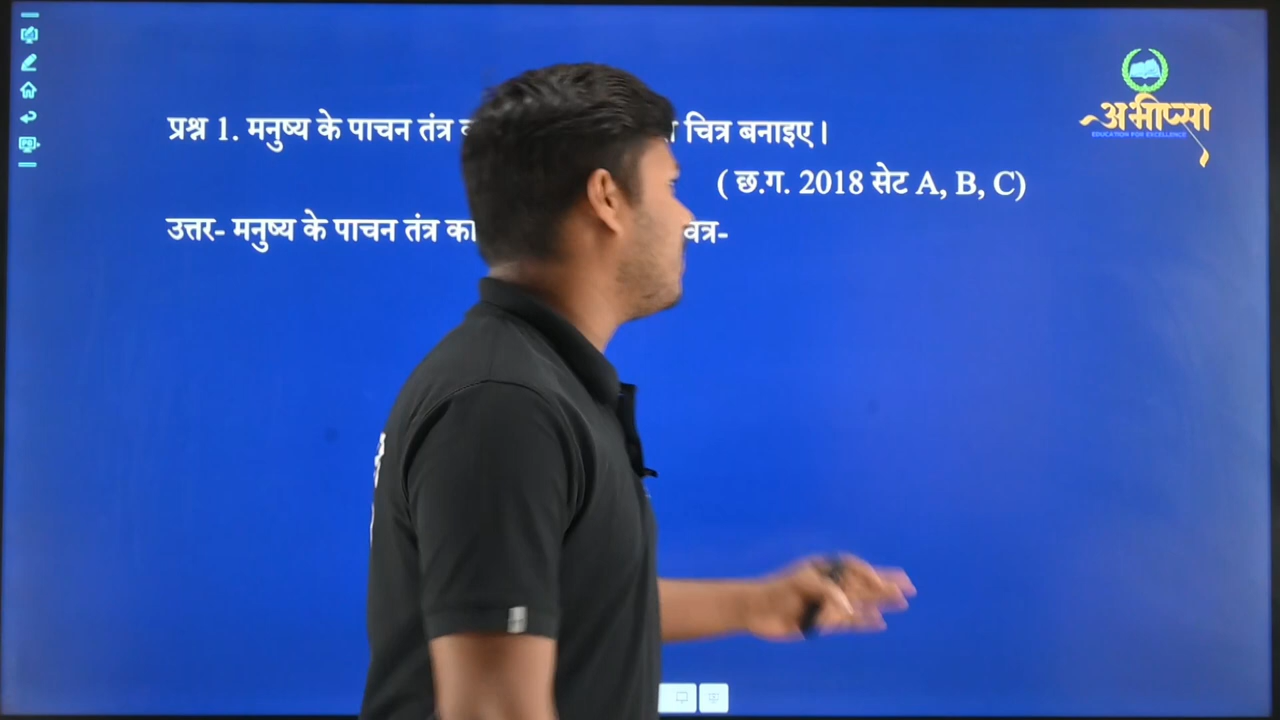 प्रश्न 1. मनुष्य के पाचन तंत्र चित्र बनाइए।
( छ.ग. 2018 सेट A, B, C)
उत्तर- मनुष्य के पाचन तंत्र का
अभीप्सा
EDUCATION FOR EXCELLENCE